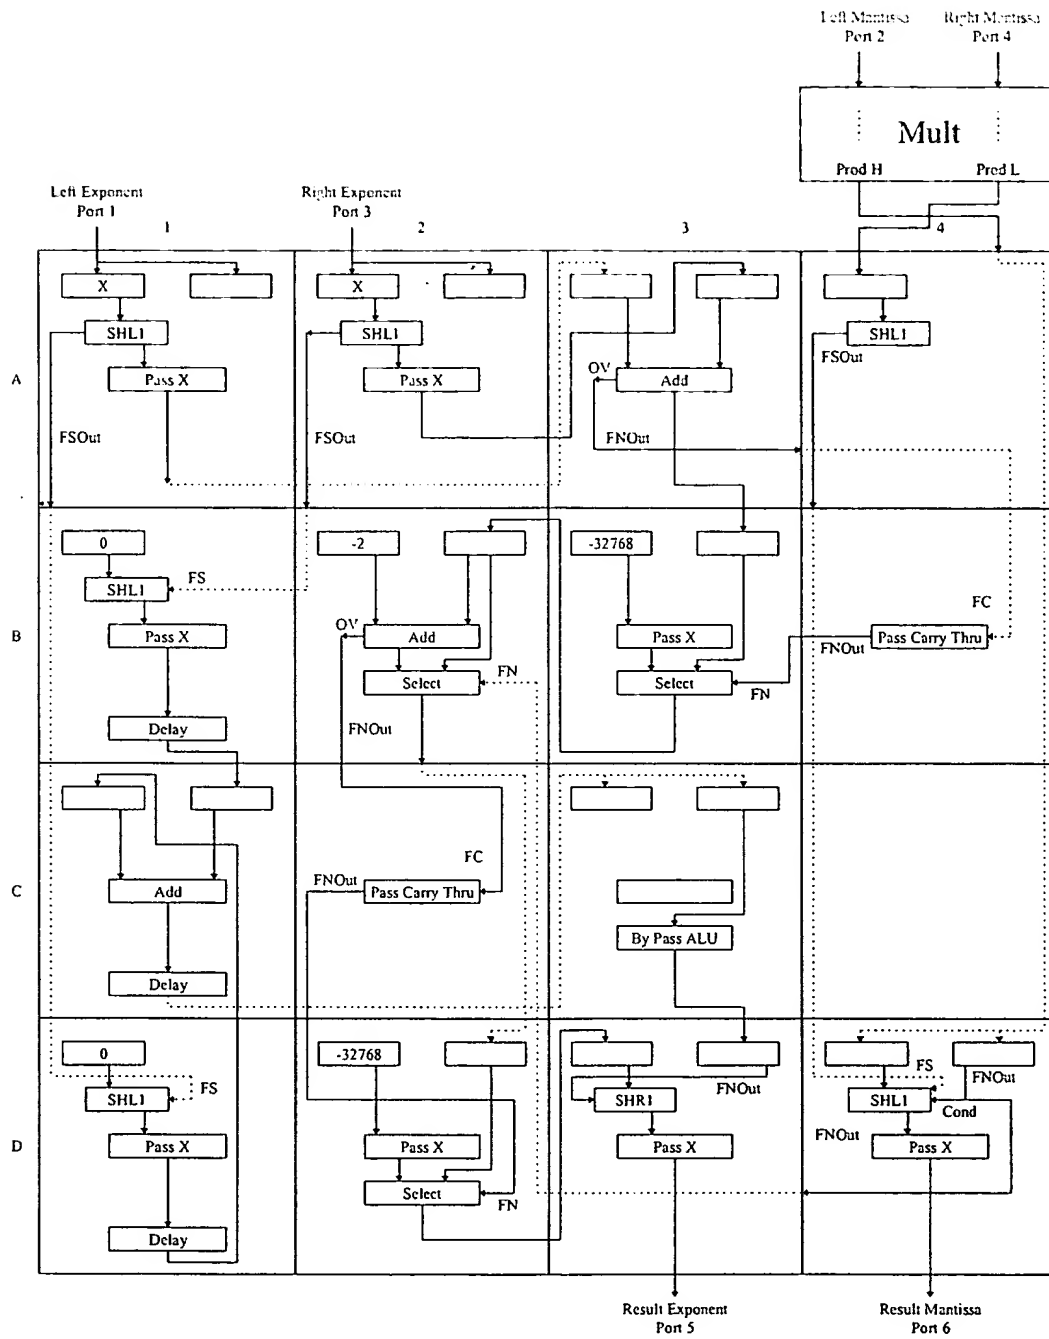 Left Mantissa Right Mantissa
Port 2 Port 4
Mult
Prod H Prod L
Left Exponent Right Exponent
Port 1 Port 3
1 2 3 4
X X
SHL1 SHL1 SHL1
FSOut
OV
A Pass X Pass X Add
FSOut FSOut FNOut
0 -2 -32768
SHL1 FS
FC
B Pass X OV Add Pass X Pass Carry Thru
FNOut
Select FN Select FN
Delay FNOut
FC
C Add FNOut Pass Carry Thru
By Pass ALU
Delay
0 -32768
FS FNOut FS FNOut
SHL1 SHR1 SHL1 Cond
FNOut
D Pass X Pass X Pass X Pass X
Select FN
Delay
Result Exponent Result Mantissa
Port 5 Port 6